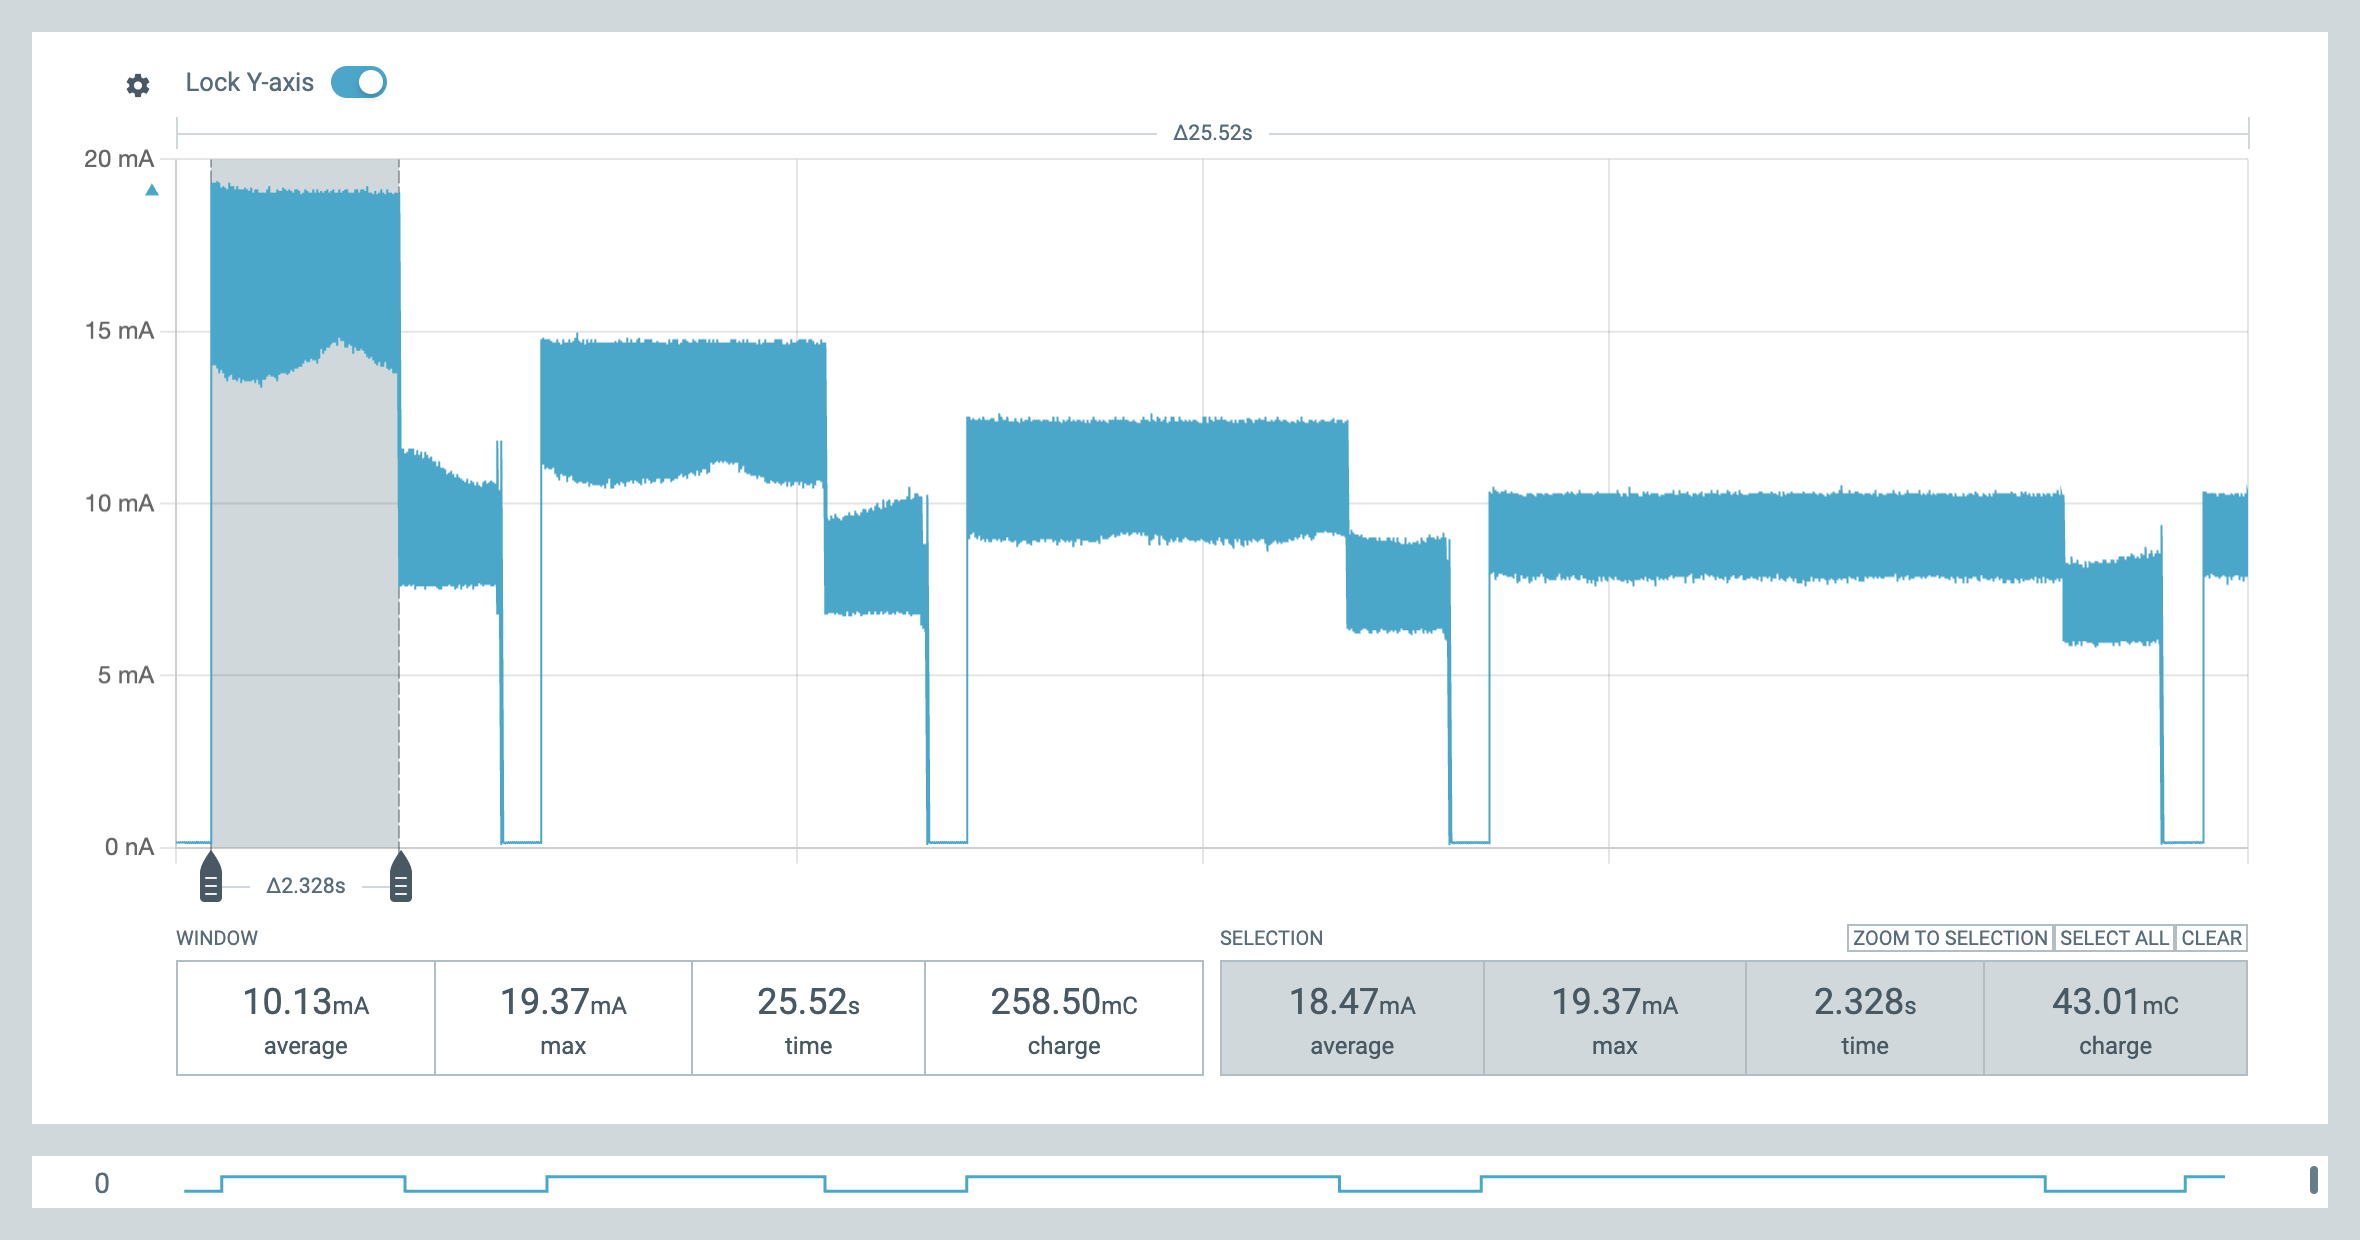 Lock Y-axis
Δ25.52s
20 mA
15 mA
10 mA
5 mA
0 nA
Δ2.328s
WINDOW
SELECTION
ZOOM TO SELECTION SELECT ALL CLEAR
10.13mA 19.37mA 25.52s 258.50mC
average max time charge
18.47mA 19.37mA 2.328s 43.01mC
average max time charge
0